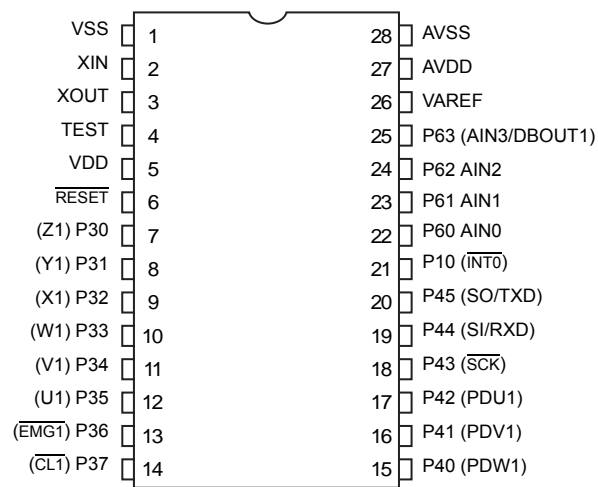 VSS 1 28 AVSS
XIN 2 27 AVDD
XOUT 3 26 VAREF
TEST 4 25 P63 (AIN3/DBOUT1)
VDD 5 24 P62 AIN2
RESET 6 23 P61 AIN1
(Z1) P30 7 22 P60 AIN0
(Y1) P31 8 21 P10 (INT0)
(X1) P32 9 20 P45 (SO/TXD)
(W1) P33 10 19 P44 (SI/RXD)
(V1) P34 11 18 P43 (SCK)
(U1) P35 12 17 P42 (PDU1)
(EMG1) P36 13 16 P41 (PDV1)
(CL1) P37 14 15 P40 (PDW1)